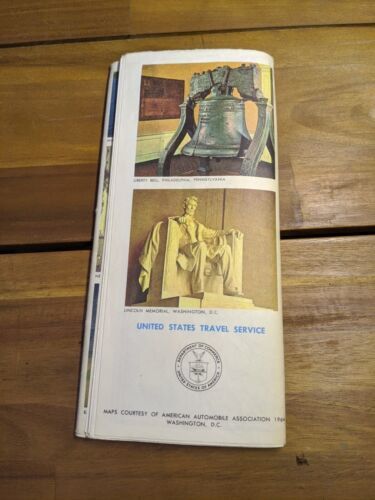 LIBERTY BELL, PHILADELPHIA, PENNSYLVANIA
LINCOLN MEMORIAL, WASHINGTON, D.C.
UNITED STATES TRAVEL SERVICE
DEPARTMENT OF COMMERCE
UNITED STATES OF AMERICA
MAPS COURTESY OF AMERICAN AUTOMOBILE ASSOCIATION 1964
WASHINGTON, D.C.